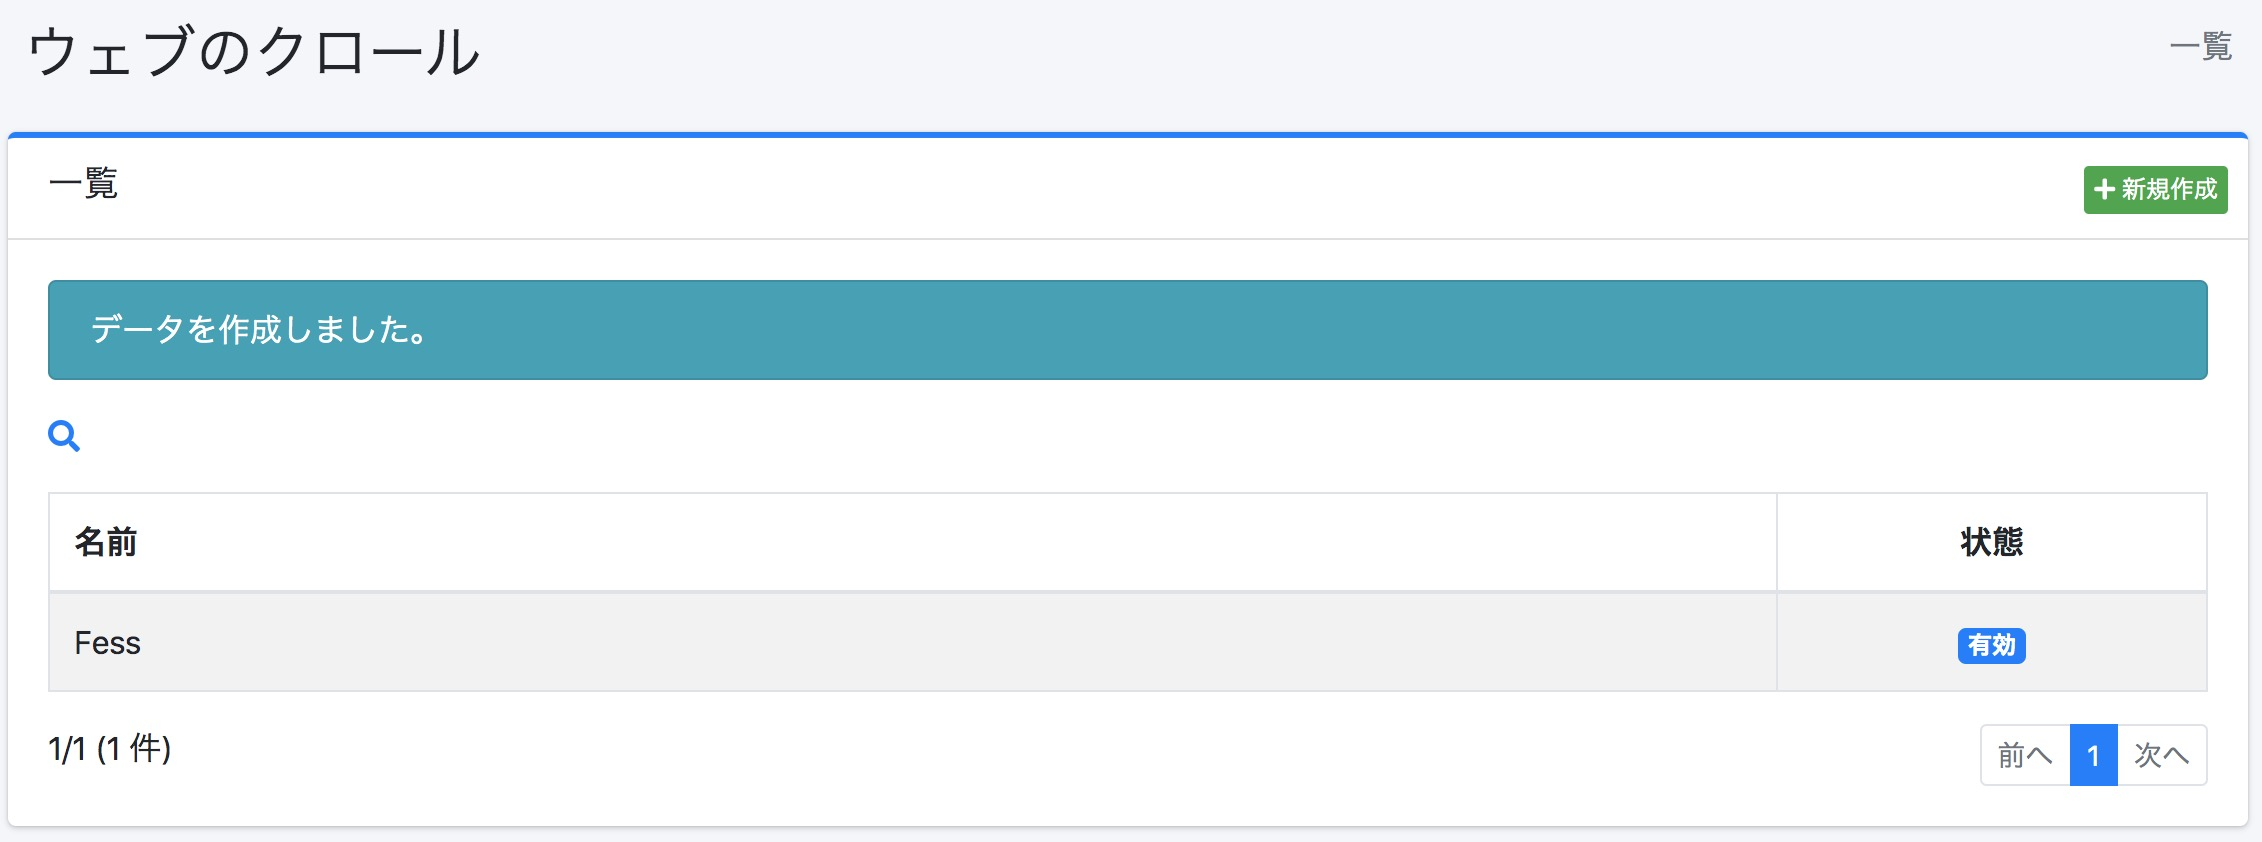 ウェブのクロール
一覧
一覧
新規作成
データを作成しました。
名前 状態
Fess 有効
1/1 (1 件)
前へ 1 次へ